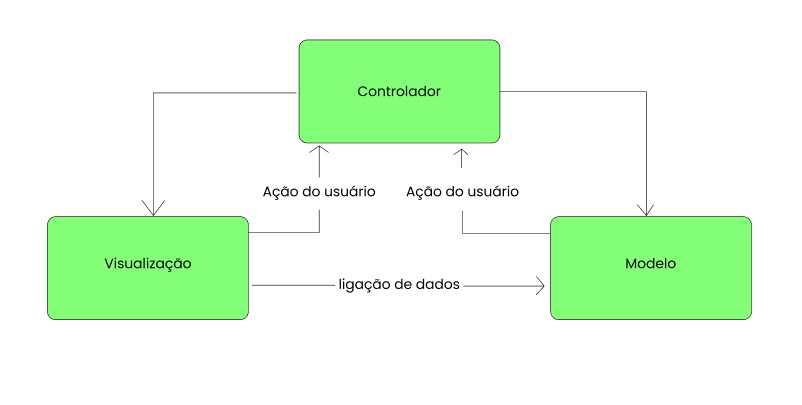 Controlador
Ação do usuário
Ação do usuário
Visualização
Modelo
ligação de dados